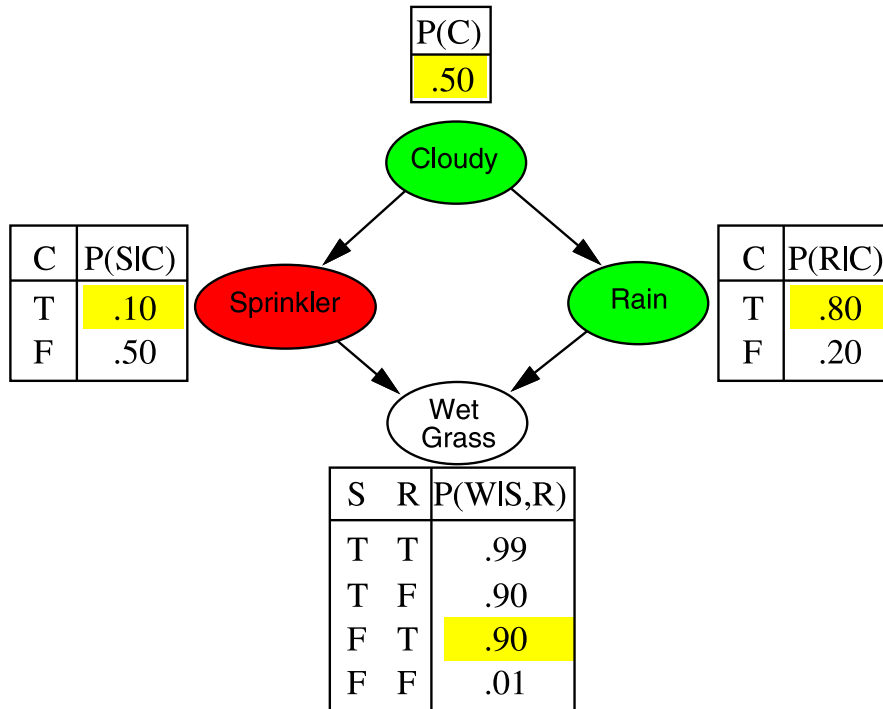 P(C)
.50
Cloudy
C P(S|C)
T .10
F .50
Sprinkler
Rain
C P(R|C)
T .80
F .20
Wet
Grass
S R P(W|S,R)
T T .99
T F .90
F T .90
F F .01